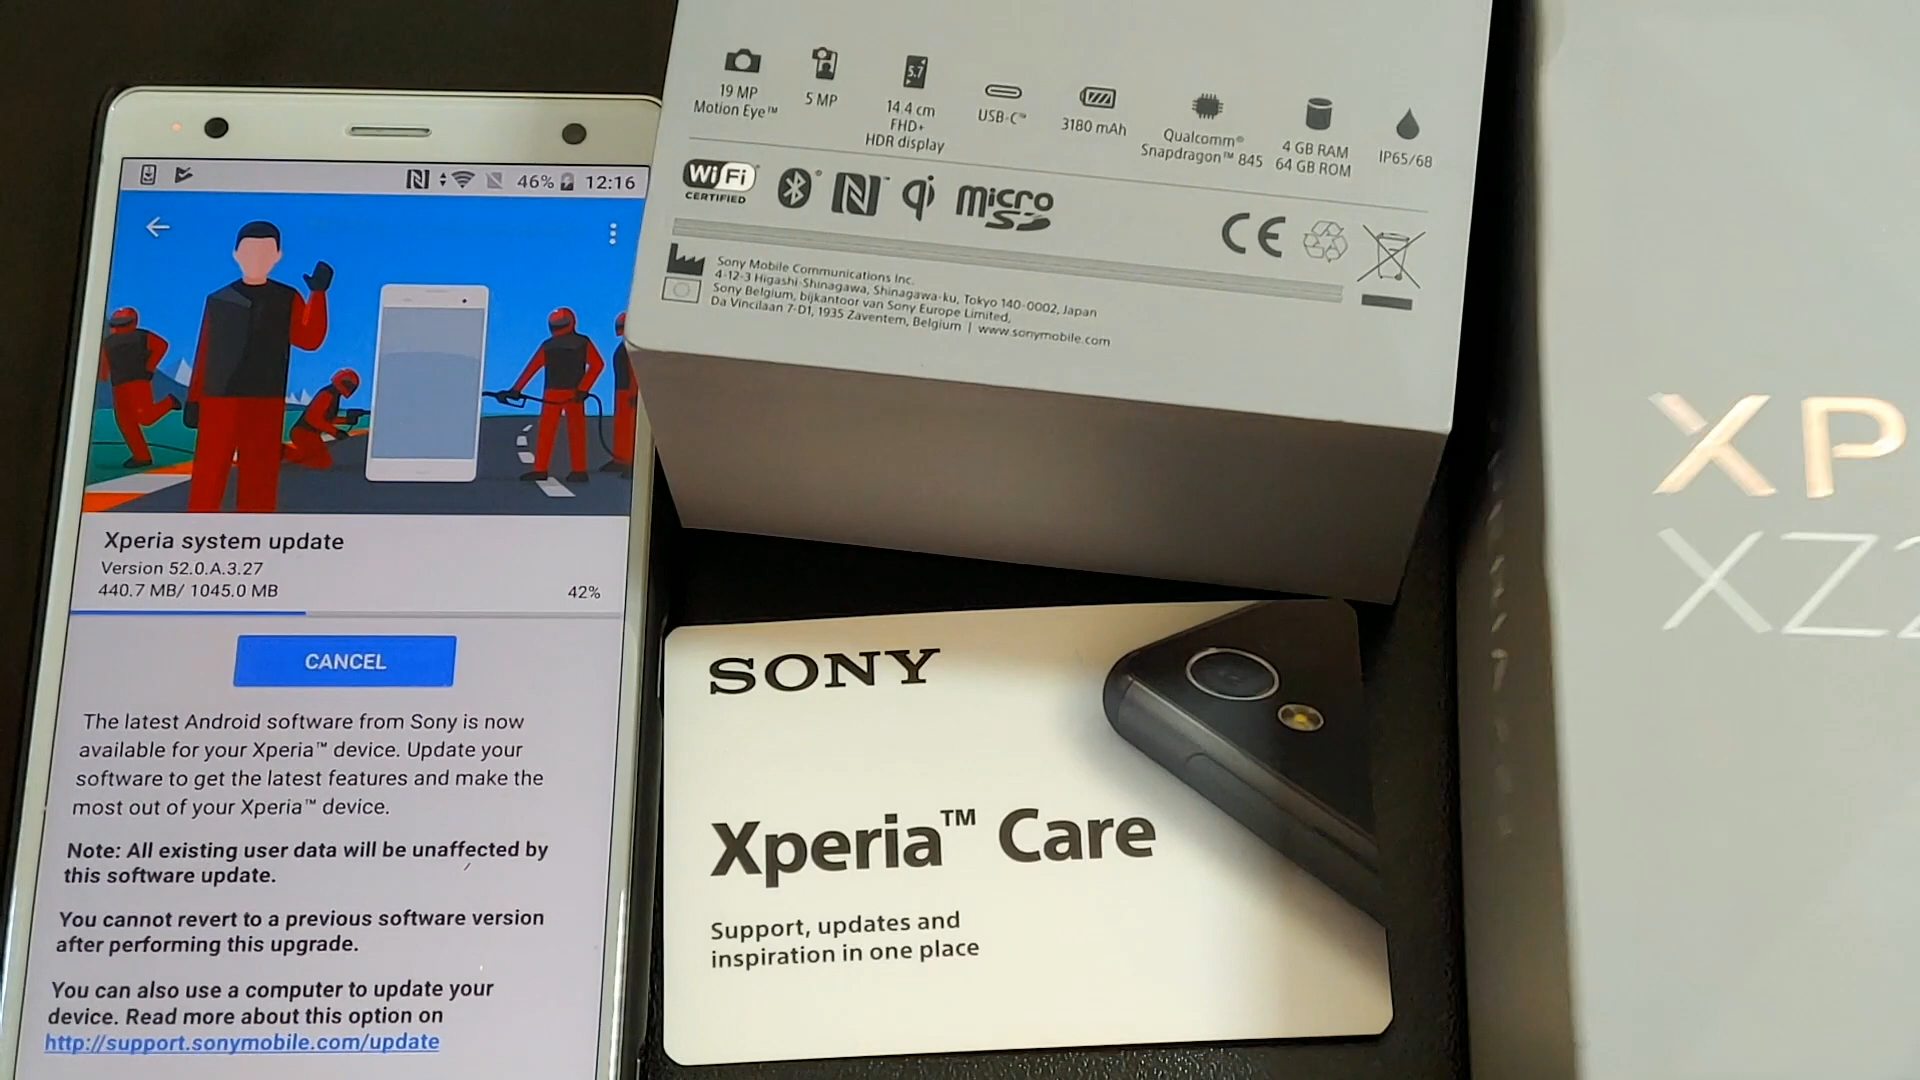 46% 12:16
Xperia system update
Version 52.0.A.3.27
440.7 MB/ 1045.0 MB 42%
CANCEL
The latest Android software from Sony is now
available for your Xperia™ device. Update your
software to get the latest features and make the
most out of your Xperia™ device.
Note: All existing user data will be unaffected by
this software update.
You cannot revert to a previous software version
after performing this upgrade.
You can also use a computer to update your
device. Read more about this option on
http://support.sonymobile.com/update
19 MP
Motion Eye™
5 MP
5.7
14.4 cm
FHD+
HDR display
USB-C™
3180 mAh
Qualcomm®
Snapdragon™ 845
4 GB RAM
64 GB ROM
IP65/68
Wi Fi
CERTIFIED
qi
micro
SD
CE
Sony Mobile Communications Inc.
4-12-3 Higashi-Shinagawa, Shinagawa-ku, Tokyo 140-0002, Japan
Sony Belgium, bijkantoor van Sony Europe Limited,
Da Vincilaan 7-D1, 1935 Zaventem, Belgium | www.sonymobile.com
SONY
Xperia™ Care
Support, updates and
inspiration in one place
XP
XZ2